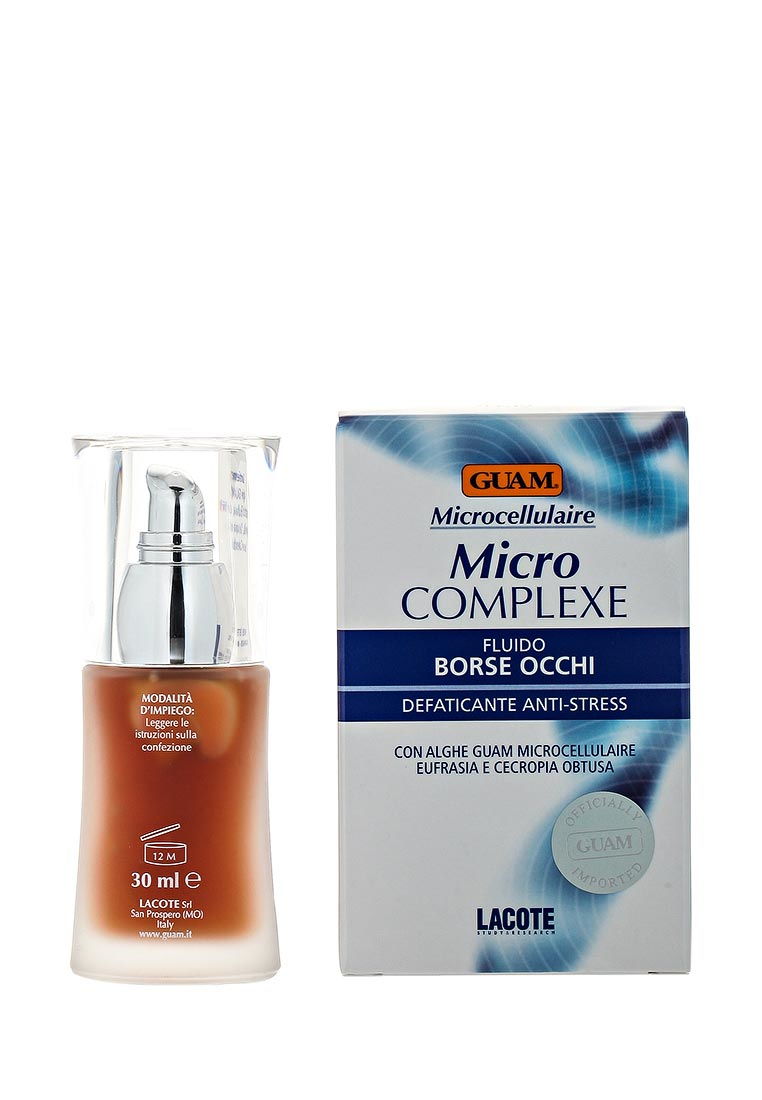 MODALITÀ
D'IMPIEGO:
Leggere le
istruzioni sulla
confezione
12 M
30 ml e
LACOTE Srl
San Prospero (MO)
Italy
www.guam.it
GUAM®
Microcellulaire
Micro
COMPLEXE
FLUIDO
BORSE OCCHI
DEFATICANTE ANTI-STRESS
CON ALGHE GUAM MICROCELLULAIRE
EUFRASIA E CECROPIA OBTUSA
OFFICIALLY
GUAM
IMPORTED
LACOTE
STUDY&RESEARCH